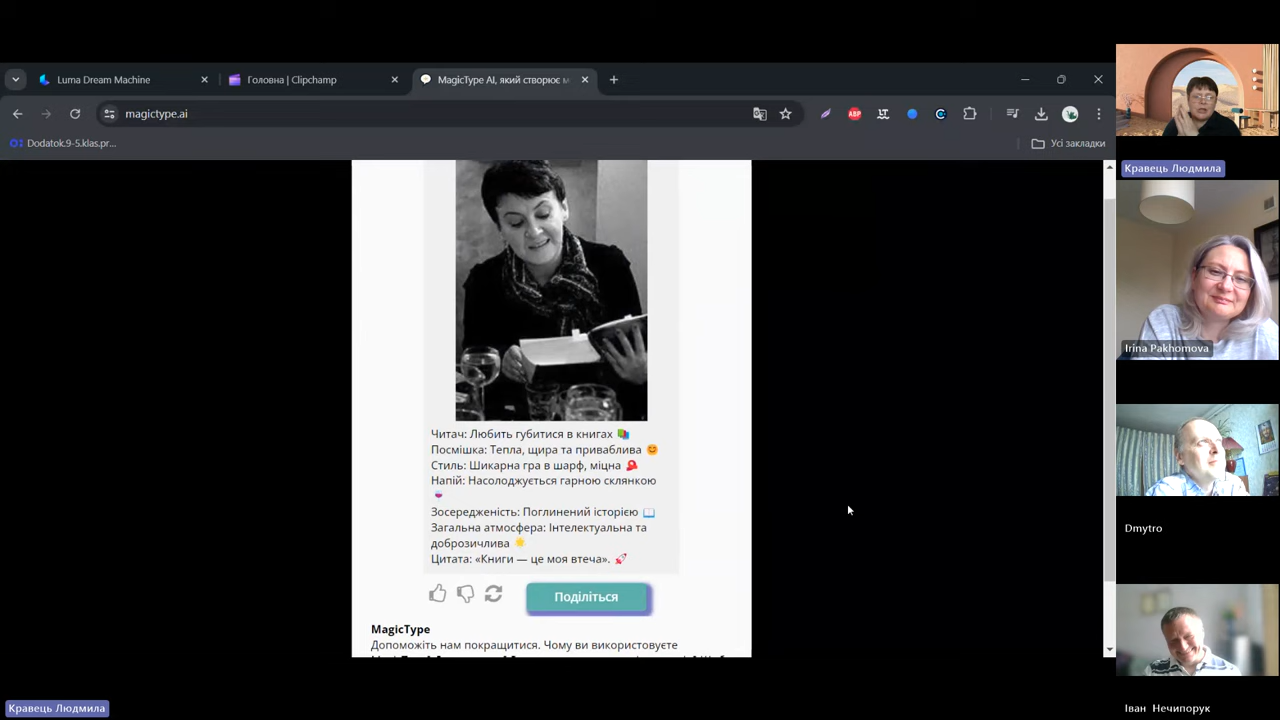 Luma Dream Machine
Головна | Clipchamp
MagicType AI, який створює м
magictype.ai
ABP
Dodatok.9-5.klas.pr...
Усі закладки
Читач: Любить губитися в книгах
Посмішка: Тепла, щира та приваблива
Стиль: Шикарна гра в шарф, міцна
Напій: Насолоджується гарною склянкою
Зосередженість: Поглинений історією
Загальна атмосфера: Інтелектуальна та
доброзичлива
Цитата: «Книги — це моя втеча».
Поділіться
MagicType
Допоможіть нам покращитися. Чому ви використовуєте
Кравець Людмила
Irina Pakhomova
Dmytro
Іван Нечипорук
Кравець Людмила